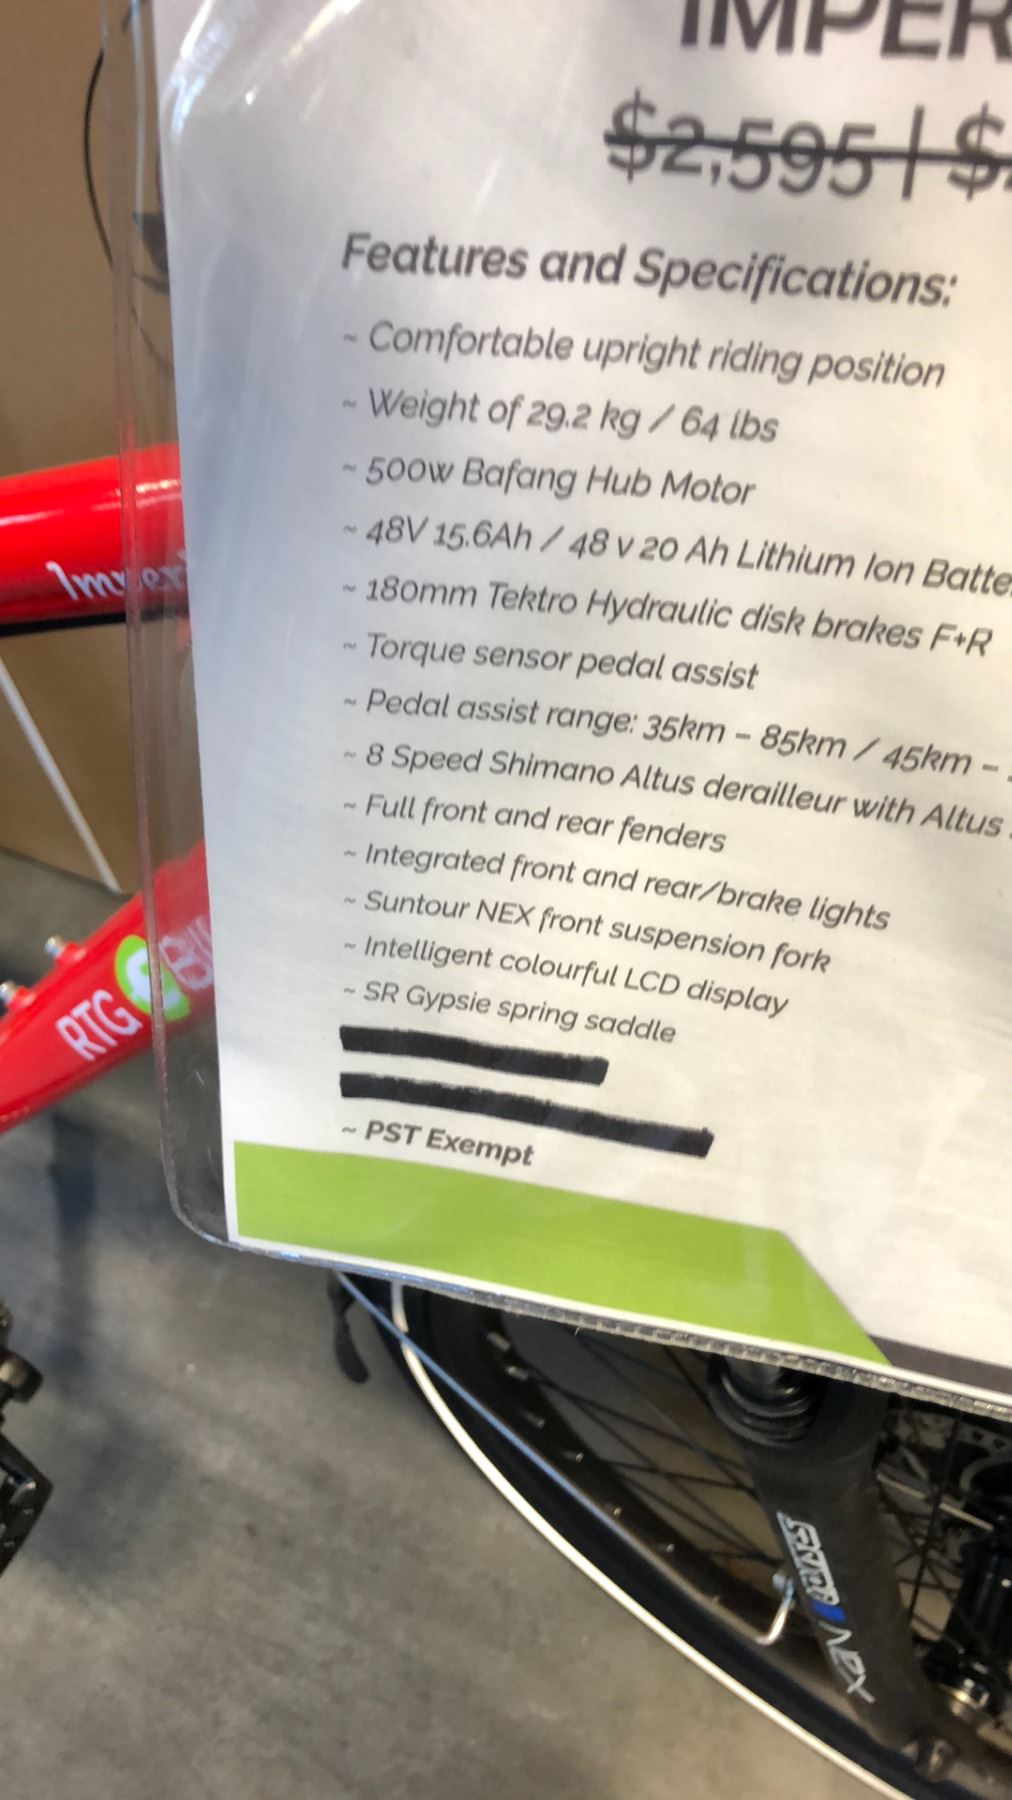 IMPER
$2,595 | $
Features and Specifications:
~ Comfortable upright riding position
~ Weight of 29.2 kg / 64 lbs
~ 500w Bafang Hub Motor
~ 48V 15.6Ah / 48 v 20 Ah Lithium Ion Batte
~ 180mm Tektro Hydraulic disk brakes F+R
~ Torque sensor pedal assist
~ Pedal assist range: 35km – 85km / 45km –
~ 8 Speed Shimano Altus derailleur with Altus
~ Full front and rear fenders
~ Integrated front and rear/brake lights
~ Suntour NEX front suspension fork
~ Intelligent colourful LCD display
~ SR Gypsie spring saddle
~ PST Exempt
Imper
RTG eBI
NEX